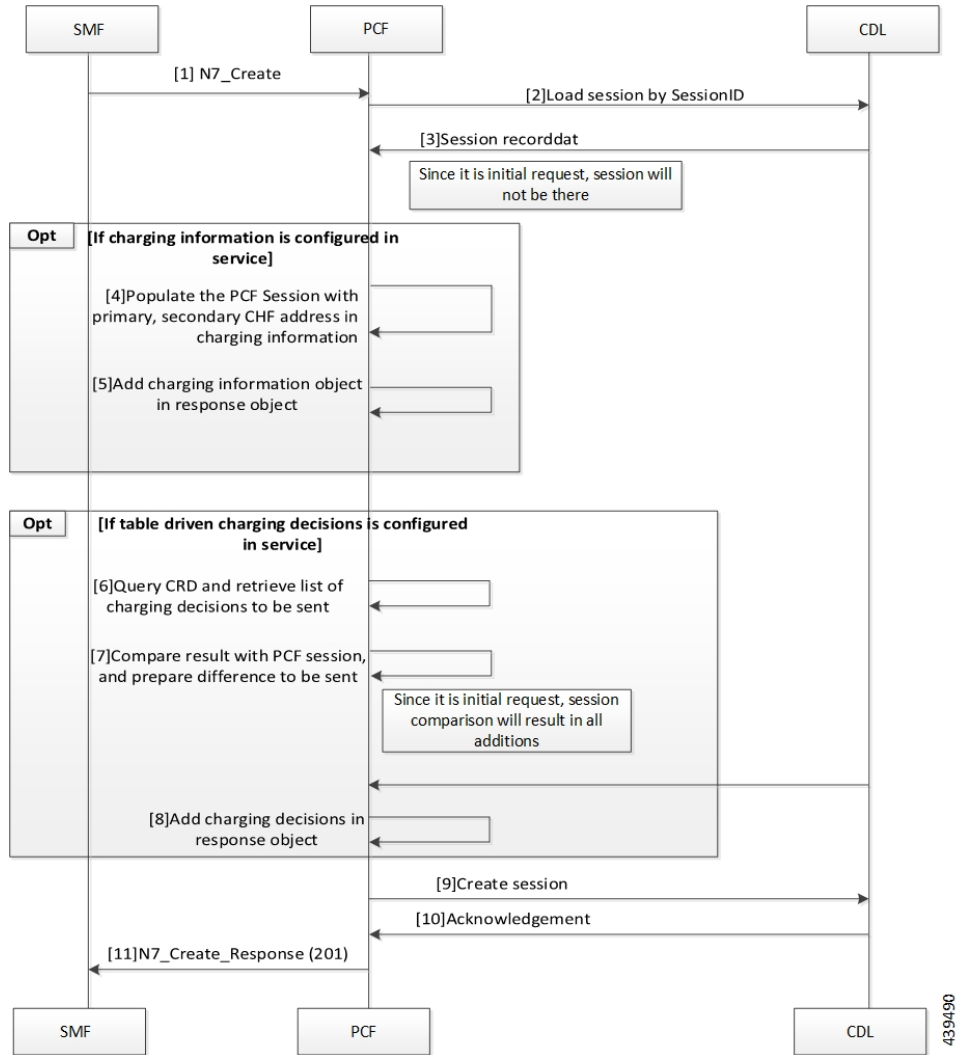 SMF
PCF
CDL
[1] N7_Create
[2]Load session by SessionID
[3]Session recorddat
Since it is initial request, session will
not be there
Opt
[If charging information is configured in
service]
[4]Populate the PCF Session with
primary, secondary CHF address in
charging information
[5]Add charging information object
in response object
Opt
[If table driven charging decisions is configured
in service]
[6]Query CRD and retrieve list of
charging decisions to be sent
[7]Compare result with PCF session,
and prepare difference to be sent
Since it is initial request, session
comparison will result in all
additions
[8]Add charging decisions in
response object
[9]Create session
[10]Acknowledgement
[11]N7_Create_Response (201)
SMF
PCF
CDL
439490